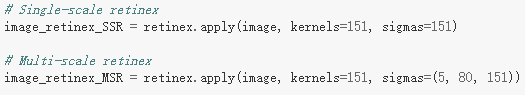 # Single-scale retinex
image_retinex_SSR = retinex.apply(image, kernels=151, sigmas=151)
# Multi-scale retinex
image_retinex_MSR = retinex.apply(image, kernels=151, sigmas=(5, 80, 151))